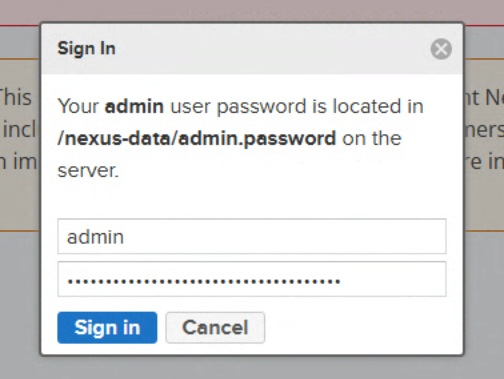 Sign In
This
nt Ne
Your admin user password is located in
incl
ners
/nexus-data/admin.password on the
n im
re in
server.
admin
••••••••••••••••••••••••••••••••••••
Sign in Cancel